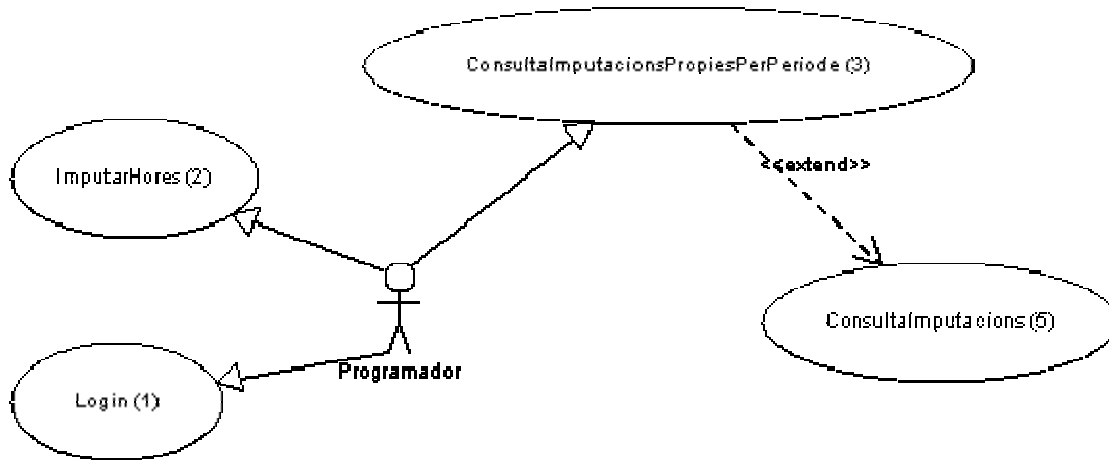 ConsultaImputacionsPropiesPerPeriode (3)
<<extend>>
ImputarHores (2)
ConsultaImputacions (5)
Programador
Login (1)